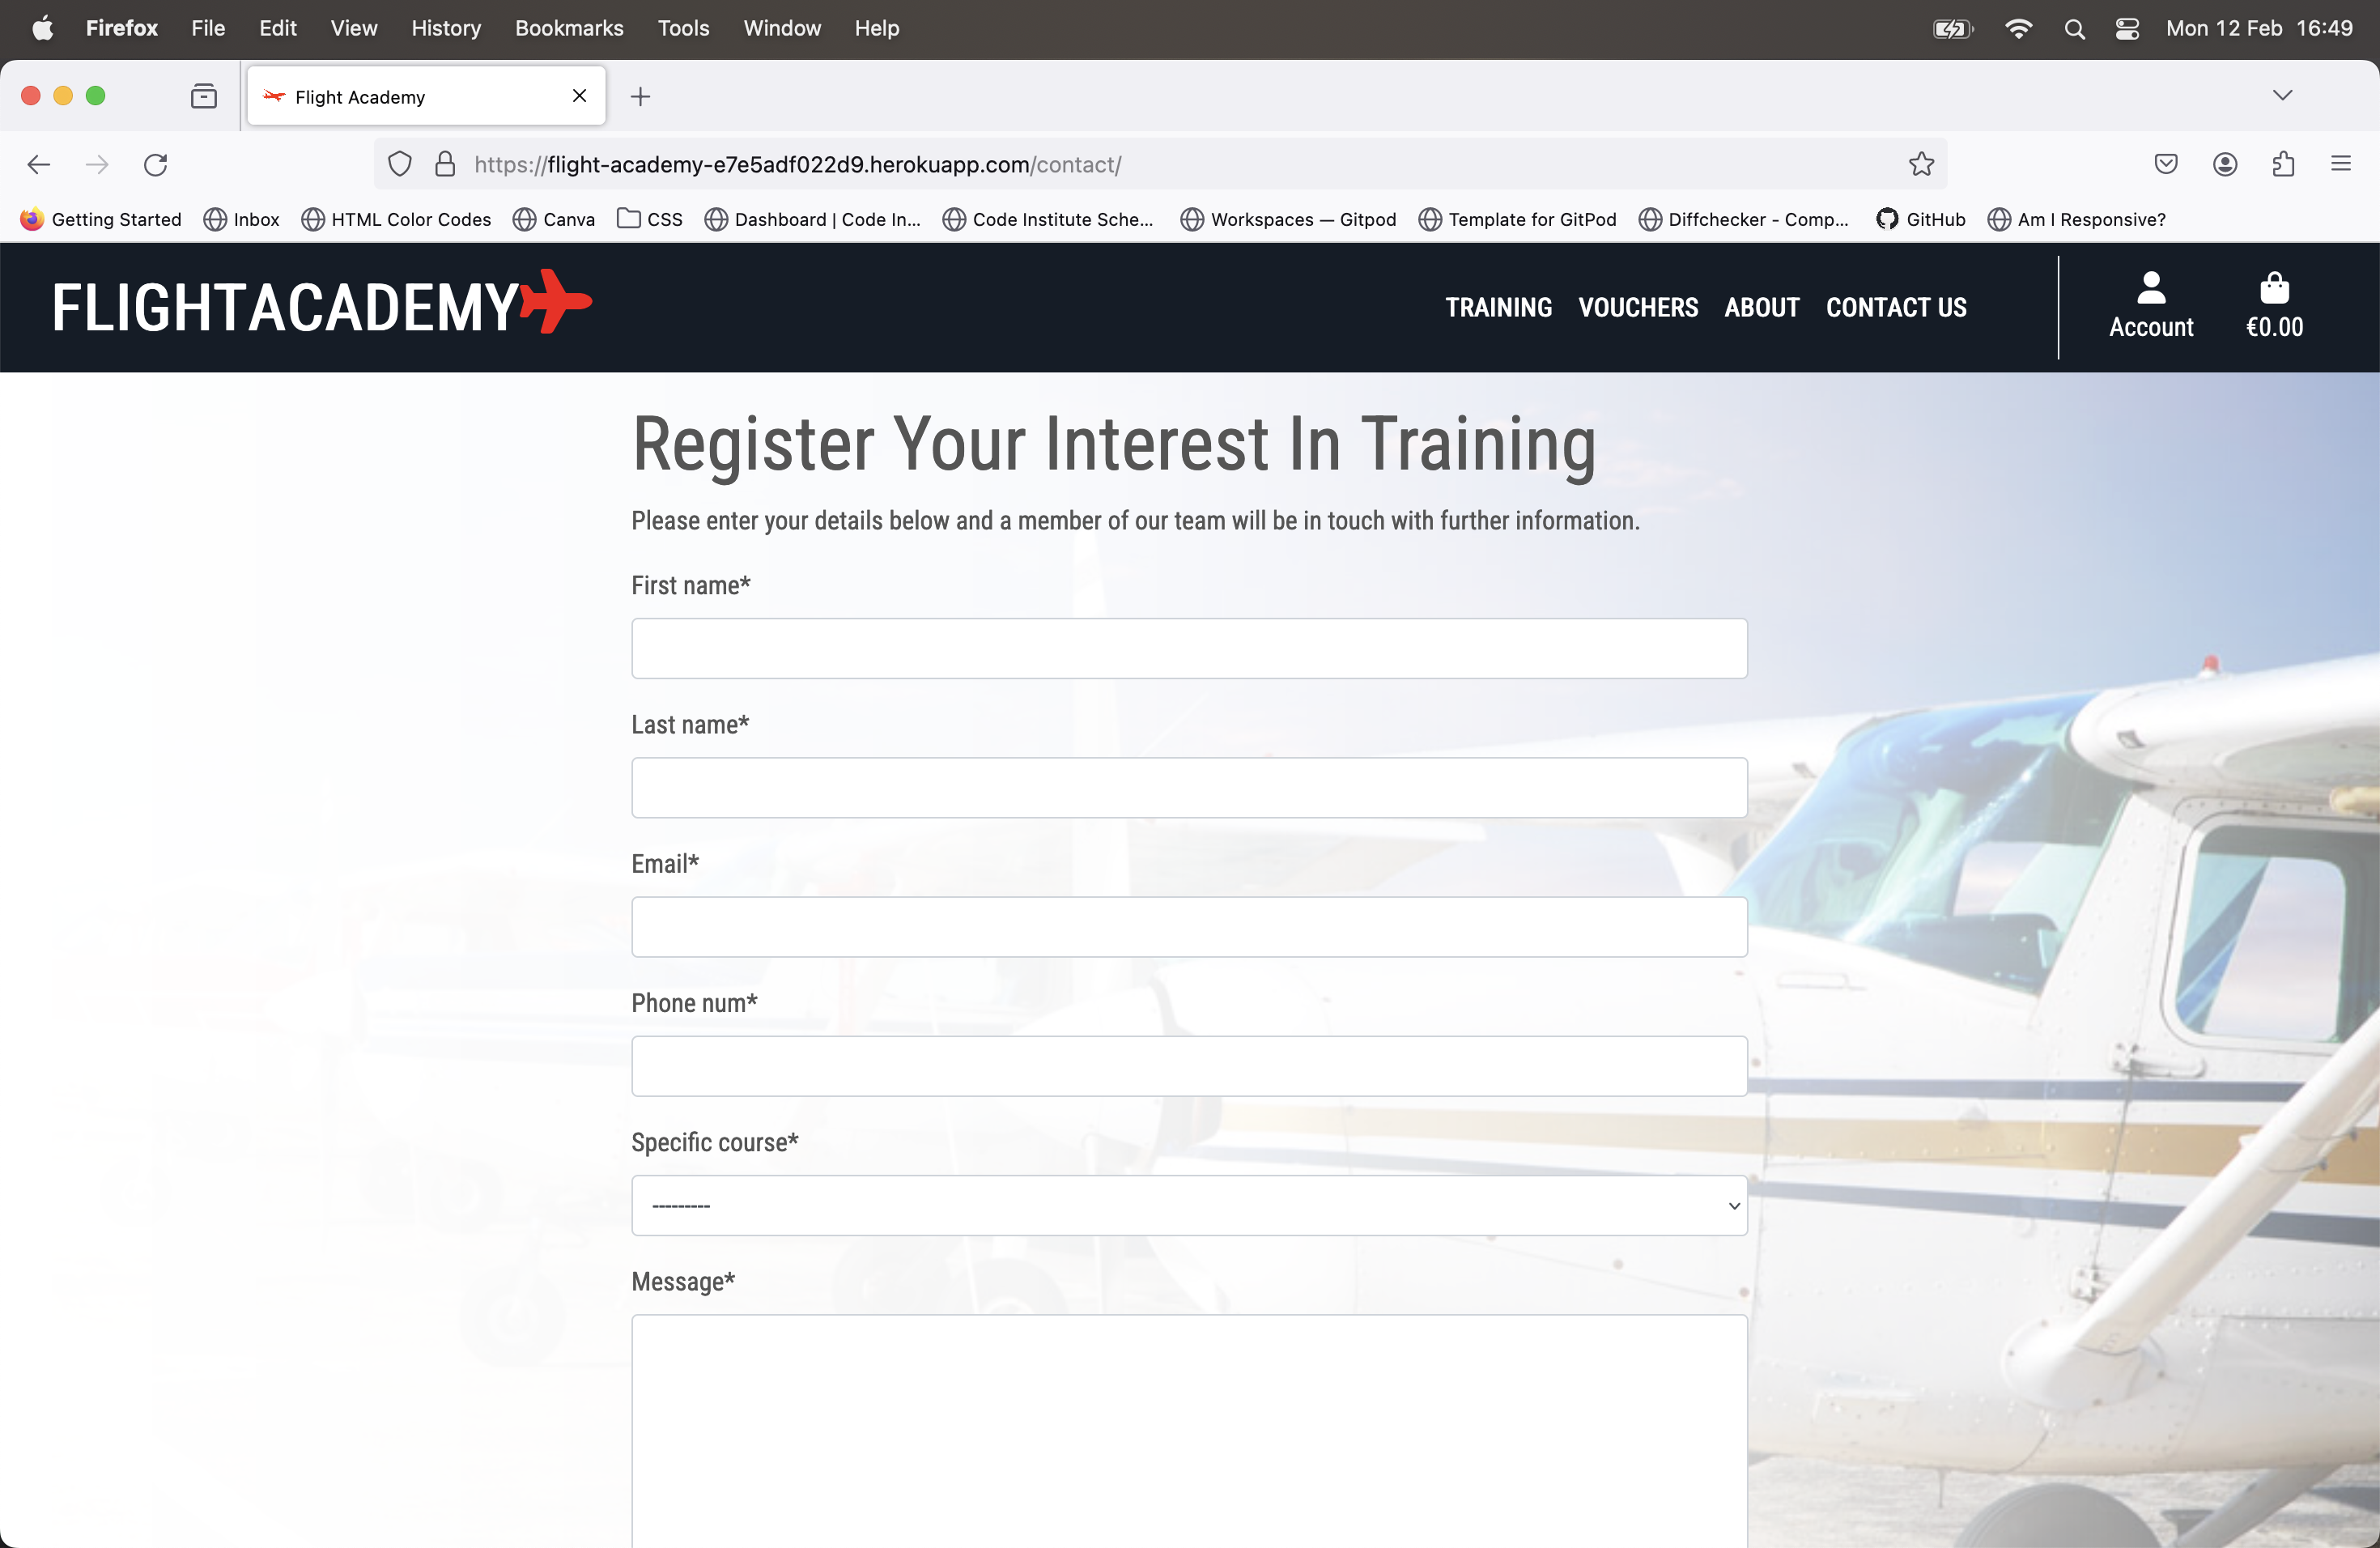 Firefox File Edit View History Bookmarks Tools Window Help Mon 12 Feb 16:49
Flight Academy
https://flight-academy-e7e5adf022d9.herokuapp.com/contact/
Getting Started Inbox HTML Color Codes Canva CSS Dashboard | Code In... Code Institute Sche... Workspaces — Gitpod Template for GitPod Diffchecker - Comp... GitHub Am I Responsive?
FLIGHTACADEMY TRAINING VOUCHERS ABOUT CONTACT US Account €0.00
Register Your Interest In Training
Please enter your details below and a member of our team will be in touch with further information.
First name*
Last name*
Email*
Phone num*
Specific course*
---------
Message*